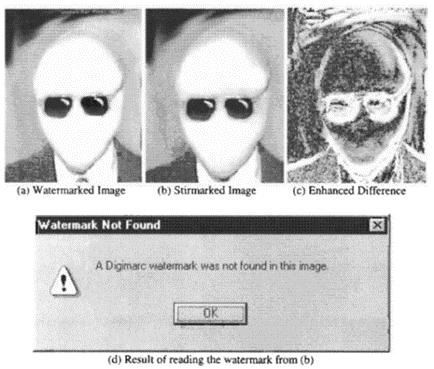 (a) Watermarked Image (b) Stirmarked Image (c) Enhanced Difference
Watermark Not Found
A Digimarc watermark was not found in this image.
OK
(d) Result of reading the watermark from (b)